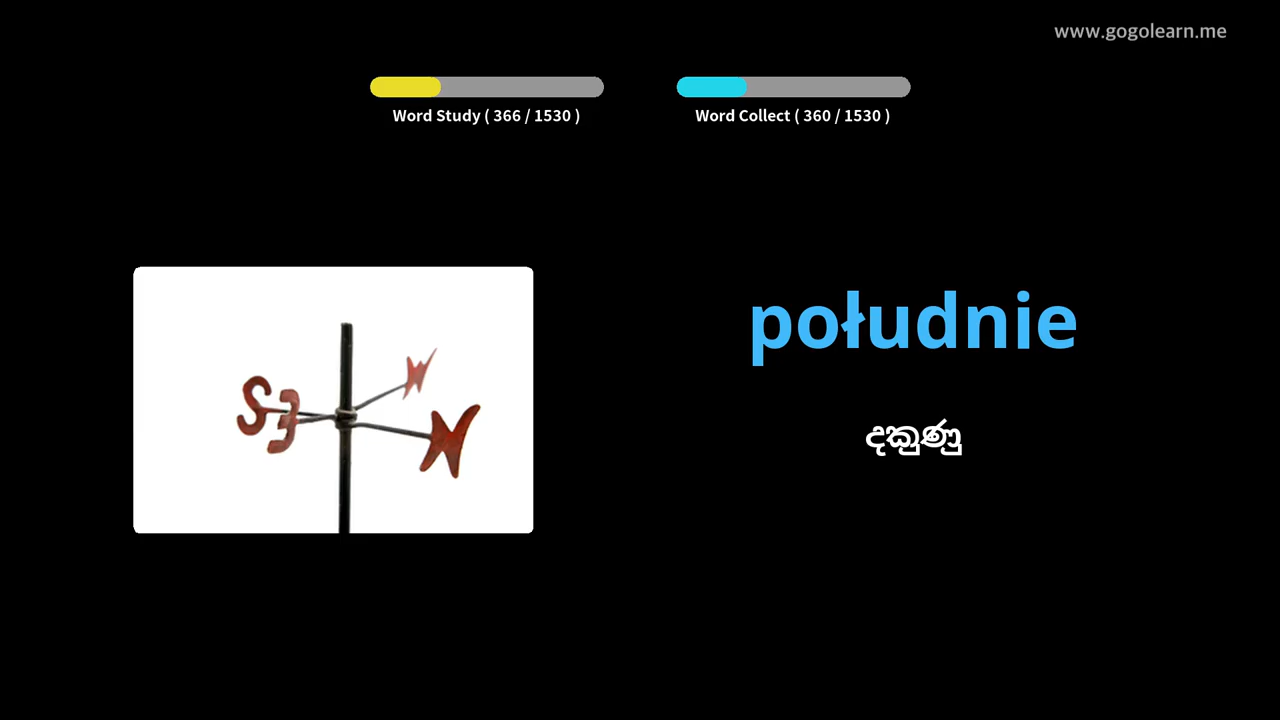 www.gogolearn.me
Word Study ( 366 / 1530 )
Word Collect ( 360 / 1530 )
południe
දකුණු
S E N